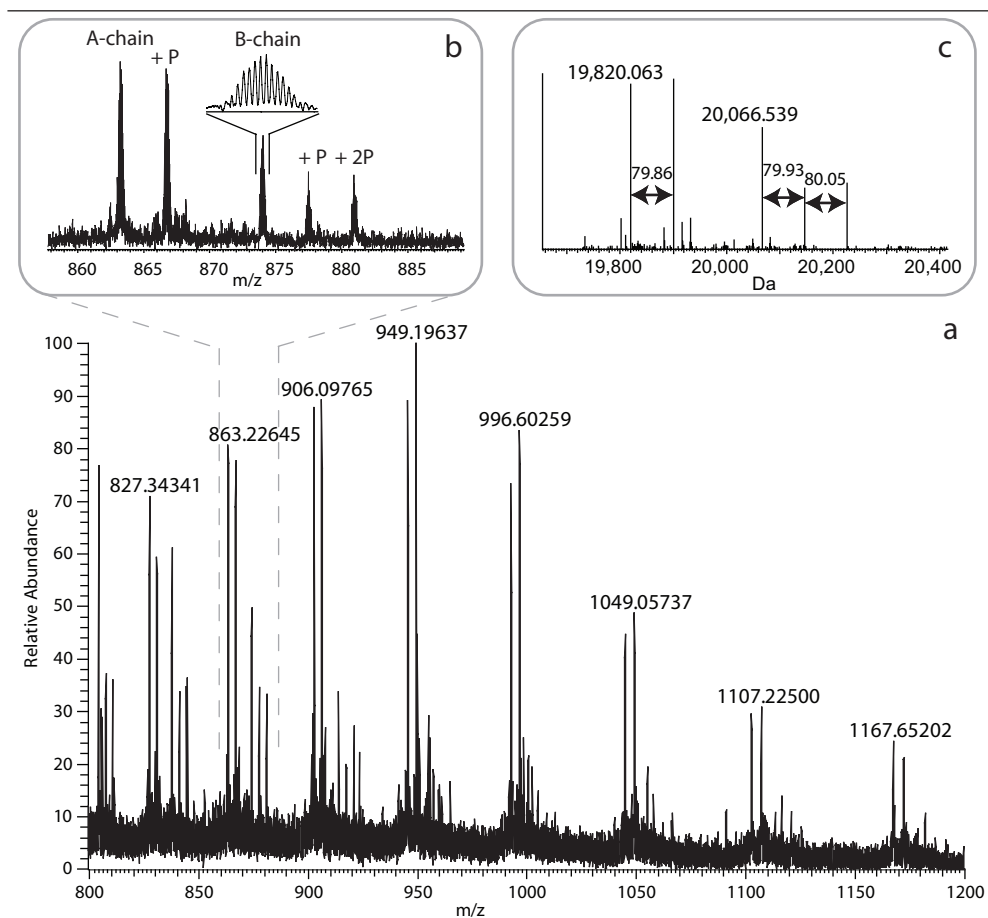 b
A-chain
+ P
B-chain
+ P
+ 2P
860 865 870 875 880 885
m/z
c
19,820.063
20,066.539
79.86
79.93
80.05
19,800 20,000 20,200 20,400
Da
a
949.19637
906.09765
996.60259
863.22645
827.34341
1049.05737
1107.22500
1167.65202
Relative Abundance
100
90
80
70
60
50
40
30
20
10
0
800 850 900 950 1000 1050 1100 1150 1200
m/z